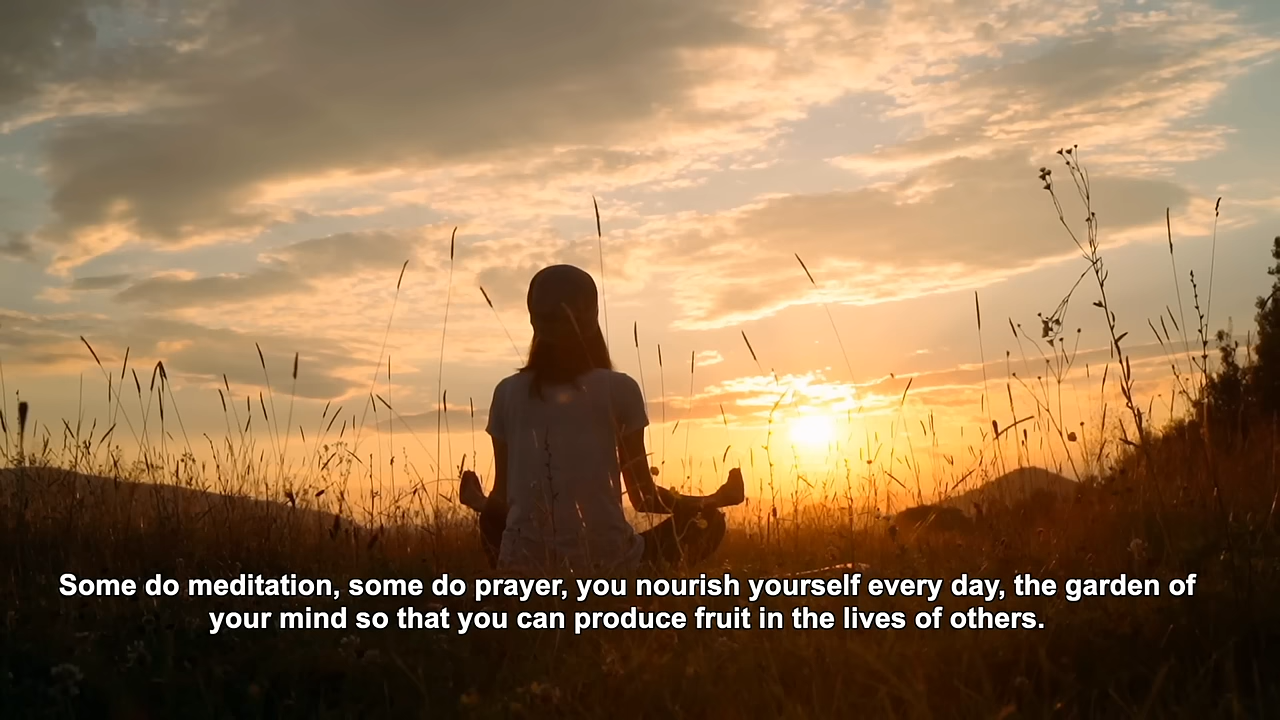 Some do meditation, some do prayer, you nourish yourself every day, the garden of
your mind so that you can produce fruit in the lives of others.